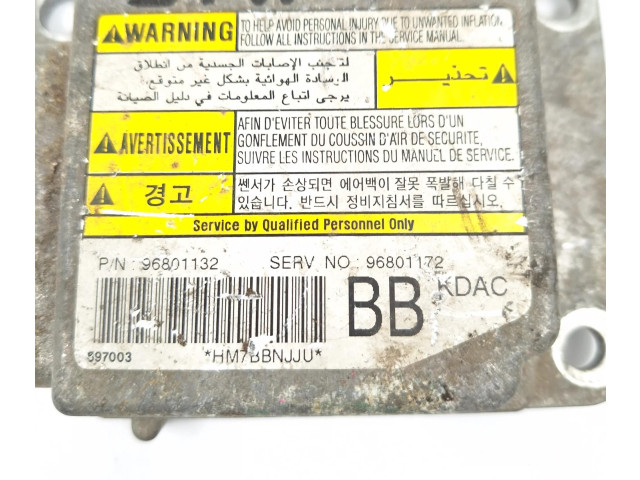 WARNING
TO HELP AVOID PERSONAL INJURY DUE TO UNWANTED INFLATION
FOLLOW ALL INSTRUCTIONS IN THE SERVICE MANUAL.
لتجنب الإصابات الجسدية من انطلاق
الوسادة الهوائية بشكل غير متوقع,
يرجى اتباع المعلومات في دليل الصيانة
تحذير
AVERTISSEMENT
AFIN D'EVITER TOUTE BLESSURE LORS D'UN
GONFLEMENT DU COUSSIN D'AIR DE SECURITE,
SUIVRE LES INSTRUCTIONS DU MANUEL DE SERVICE.
경고
쎈서가 손상되면 에어백이 잘못 폭발해 다칠 수
있습니다. 반드시 정비지침서를 따르십시오.
Service by Qualified Personnel Only
P/N : 96801132 SERV NO : 96801172
BB KDAC
597003 *HM7BBNJJU*